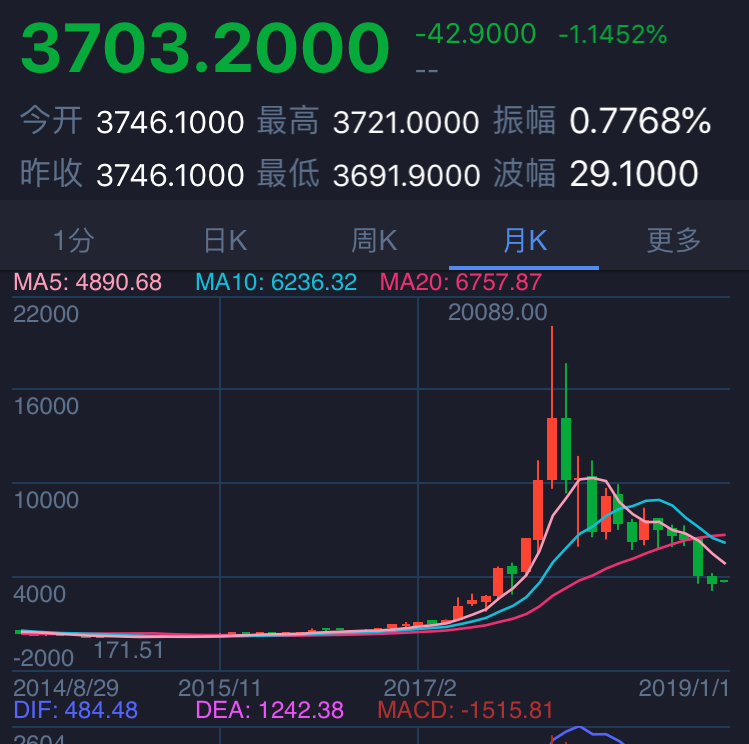 3703.2000 -42.9000 -1.1452%
--
今开 3746.1000 最高 3721.0000 振幅 0.7768%
昨收 3746.1000 最低 3691.9000 波幅 29.1000
1分 日K 周K 月K 更多
MA5: 4890.68 MA10: 6236.32 MA20: 6757.87
22000
20089.00
16000
10000
4000
171.51
-2000
2014/8/29 2015/11 2017/2 2019/1/1
DIF: 484.48 DEA: 1242.38 MACD: -1515.81
2604